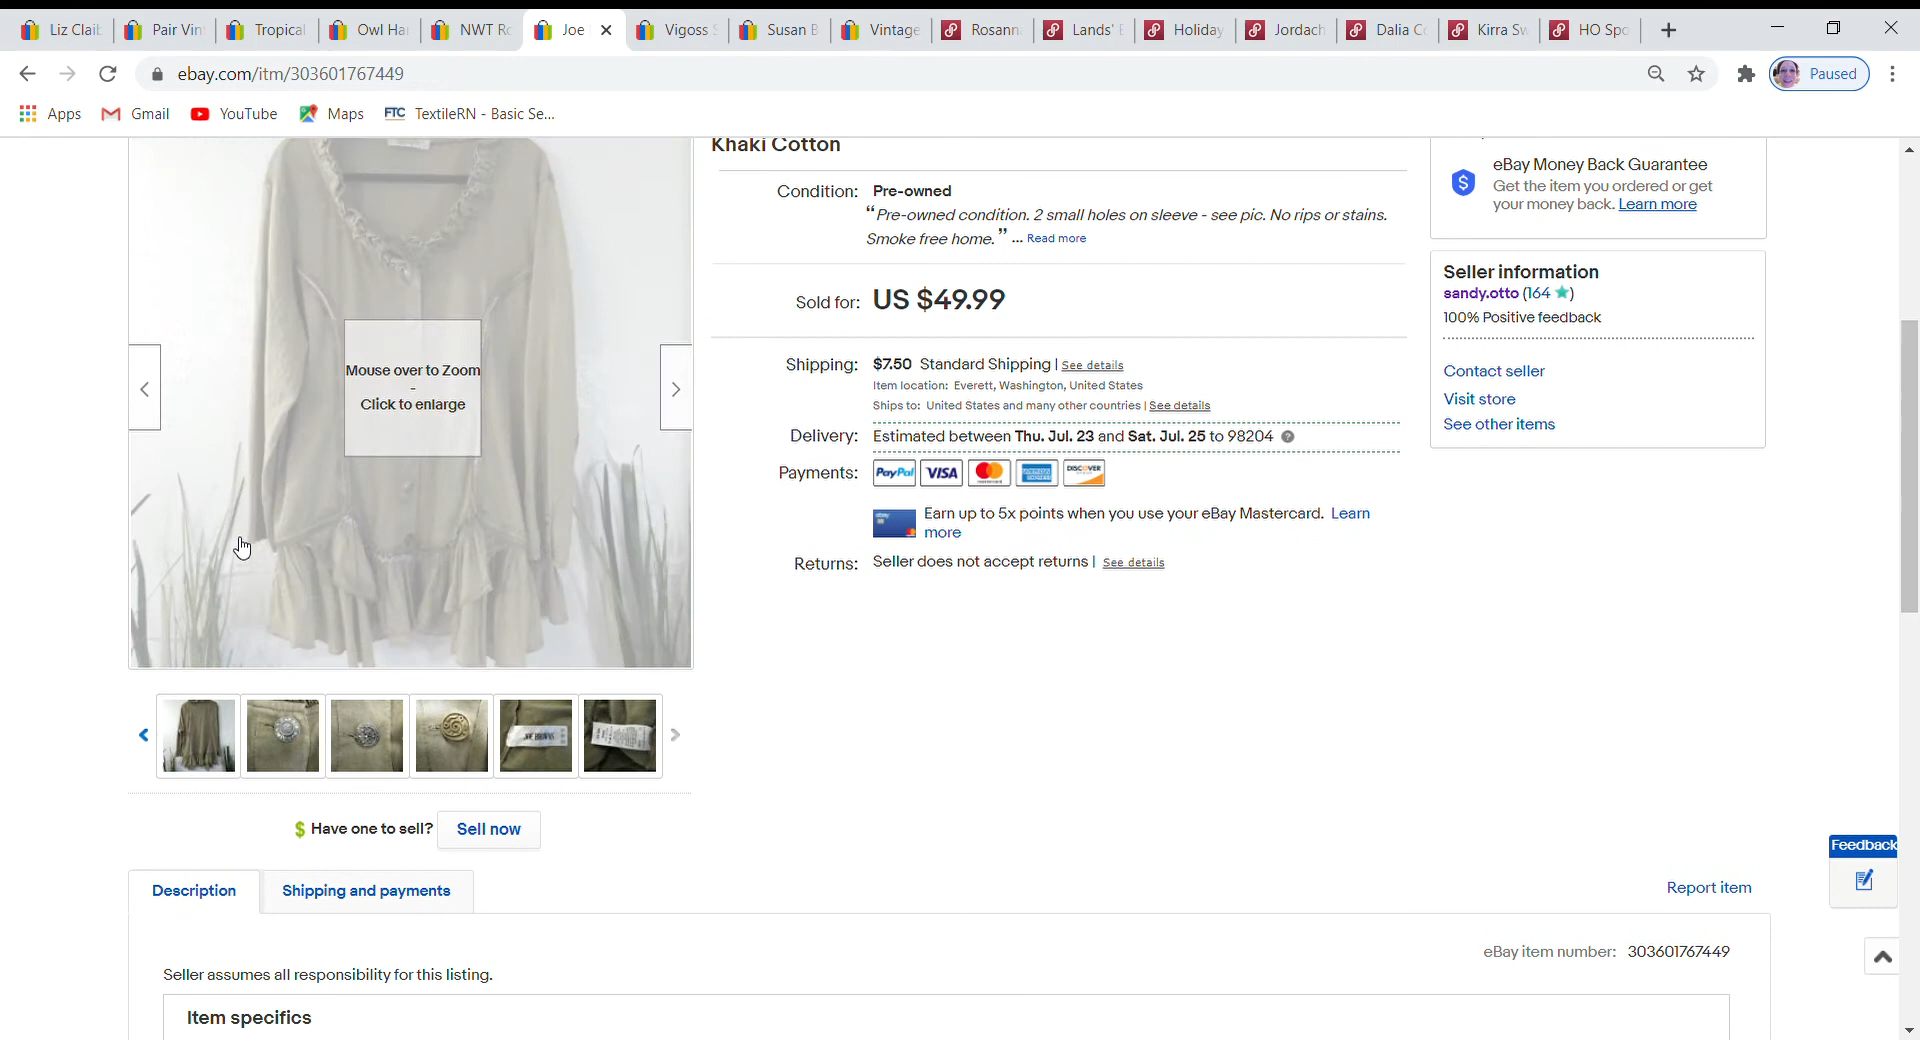 Liz Claib
Pair Vin
Tropical
Owl Ha
NWT Ro
Joe
Vigoss S
Susan B
Vintage
Rosann
Lands' E
Holiday
Jordach
Dalia Co
Kirra Sw
HO Spo
ebay.com/itm/303601767449
Paused
Apps
Gmail
YouTube
Maps
FTC TextileRN - Basic Se...
Khaki Cotton
Condition: Pre-owned
"Pre-owned condition. 2 small holes on sleeve - see pic. No rips or stains.
Smoke free home." ... Read more
Sold for: US $49.99
Shipping: $7.50 Standard Shipping | See details
Item location: Everett, Washington, United States
Ships to: United States and many other countries | See details
Delivery: Estimated between Thu. Jul. 23 and Sat. Jul. 25 to 98204
Payments: PayPal VISA mastercard DISCOVER
Earn up to 5x points when you use your eBay Mastercard. Learn
more
Returns: Seller does not accept returns | See details
eBay Money Back Guarantee
Get the item you ordered or get
your money back. Learn more
Seller information
sandy.otto (164)
100% Positive feedback
Contact seller
Visit store
See other items
Mouse over to Zoom
-
Click to enlarge
JOE BROWNS
$ Have one to sell? Sell now
Feedback
Description
Shipping and payments
Report item
eBay item number: 303601767449
Seller assumes all responsibility for this listing.
Item specifics